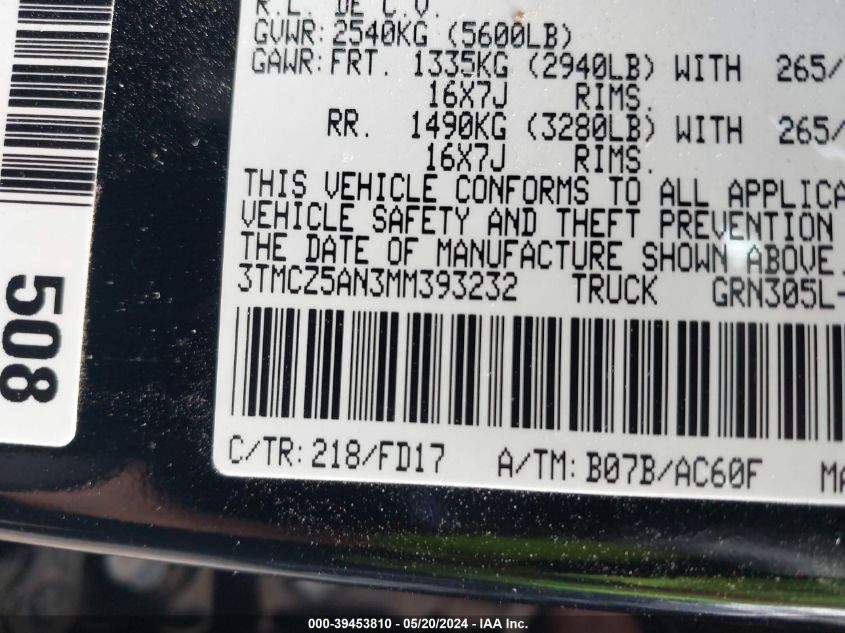 R.L. DE C.V.
GVWR: 2540KG (5600LB)
GAWR: FRT. 1335KG (2940LB) WITH 265/
16X7J RIMS.
RR. 1490KG (3280LB) WITH 265/
16X7J RIMS.
THIS VEHICLE CONFORMS TO ALL APPLICA
VEHICLE SAFETY AND THEFT PREVENTION
THE DATE OF MANUFACTURE SHOWN ABOVE.
3TMCZ5AN3MM393232 TRUCK GRN305L-
C/TR: 218/FD17 A/TM: B07B/AC60F MA
508
000-39453810 - 05/20/2024 - IAA Inc.